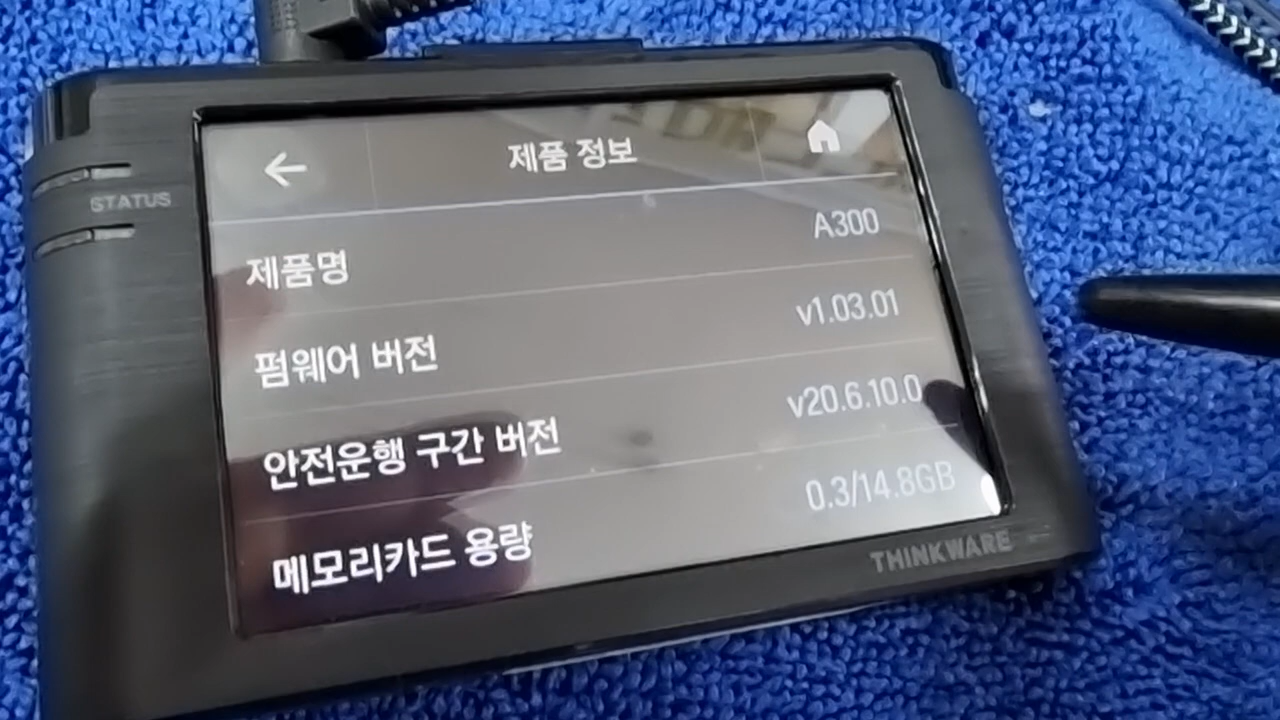 제품 정보
STATUS
제품명 A300
펌웨어 버전 v1.03.01
안전운행 구간 버전 v20.6.10.0
메모리카드 용량 0.3/14.8GB
THINKWARE